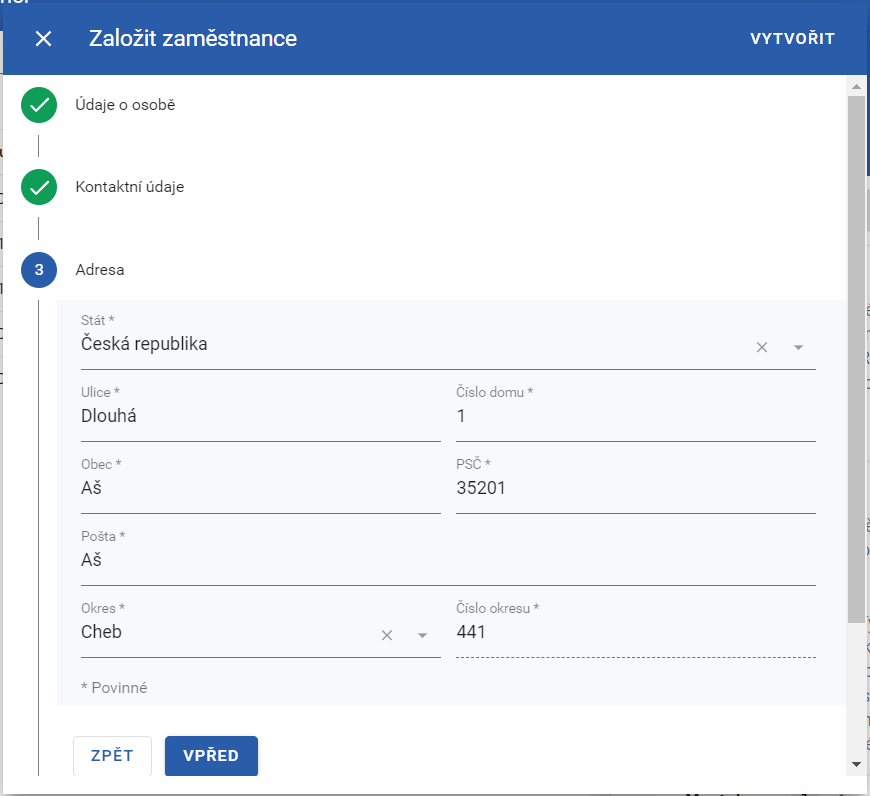 Založit zaměstnance
VYTVOŘIT
Údaje o osobě
Kontaktní údaje
3 Adresa
Stát *
Česká republika
Ulice * Číslo domu *
Dlouhá 1
Obec * PSČ *
Aš 35201
Pošta *
Aš
Okres * Číslo okresu *
Cheb 441
* Povinné
ZPĚT VPŘED